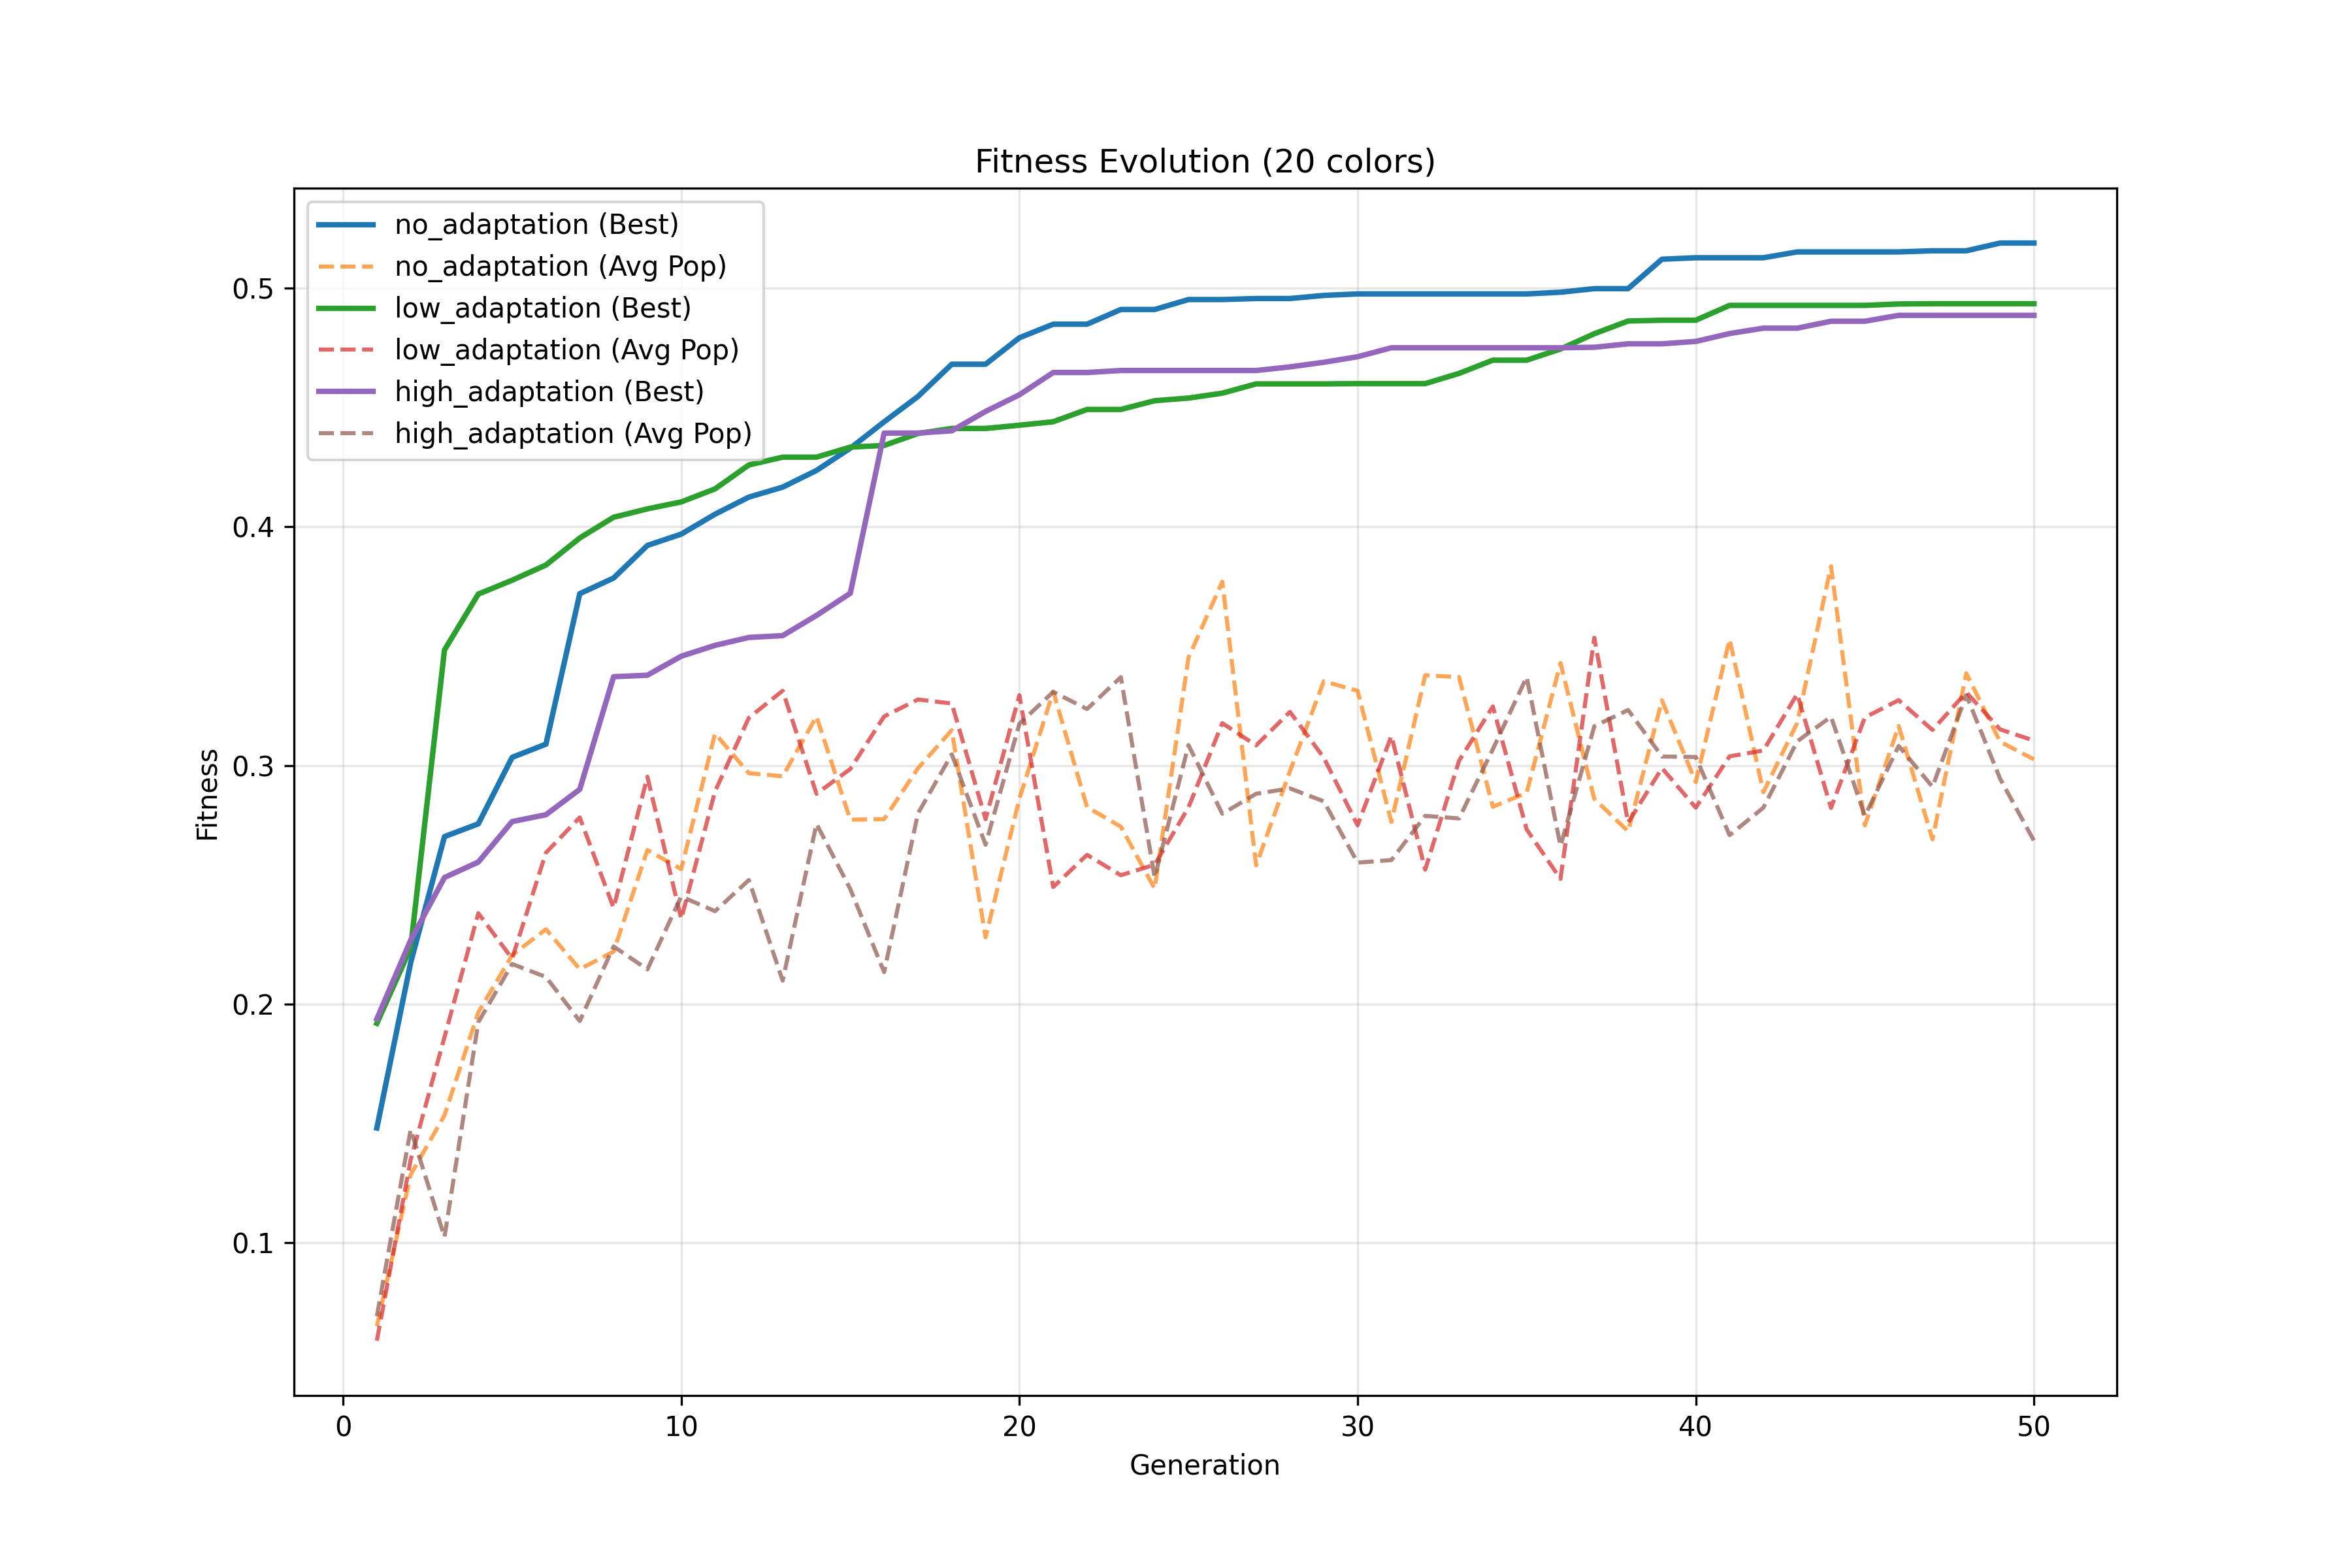 Fitness Evolution (20 colors)
no_adaptation (Best)
no_adaptation (Avg Pop)
low_adaptation (Best)
low_adaptation (Avg Pop)
high_adaptation (Best)
high_adaptation (Avg Pop)
0.5
0.4
0.3
0.2
0.1
Fitness
0 10 20 30 40 50
Generation